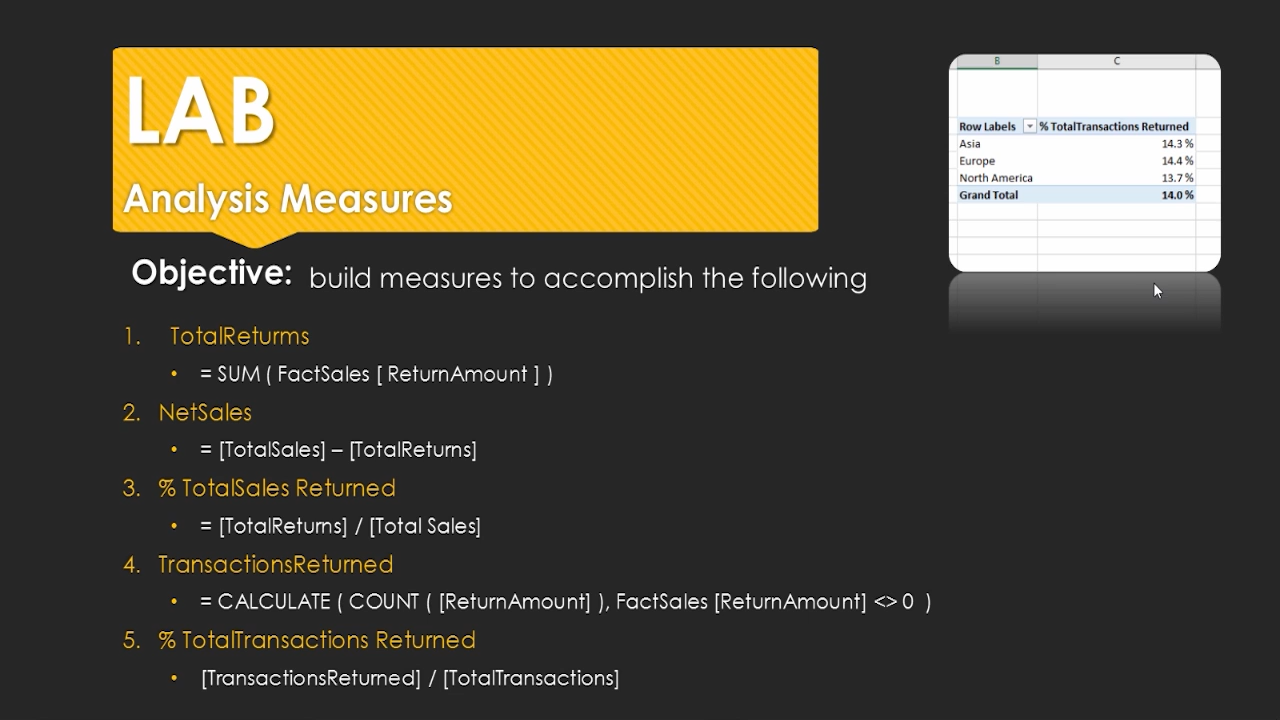 LAB
Analysis Measures
Objective: build measures to accomplish the following
1. TotalReturms
• = SUM ( FactSales [ ReturnAmount ] )
2. NetSales
• = [TotalSales] – [TotalReturns]
3. % TotalSales Returned
• = [TotalReturns] / [Total Sales]
4. TransactionsReturned
• = CALCULATE ( COUNT ( [ReturnAmount] ), FactSales [ReturnAmount] <> 0 )
5. % TotalTransactions Returned
• [TransactionsReturned] / [TotalTransactions]
B C
Row Labels % TotalTransactions Returned
Asia 14.3 %
Europe 14.4 %
North America 13.7 %
Grand Total 14.0 %